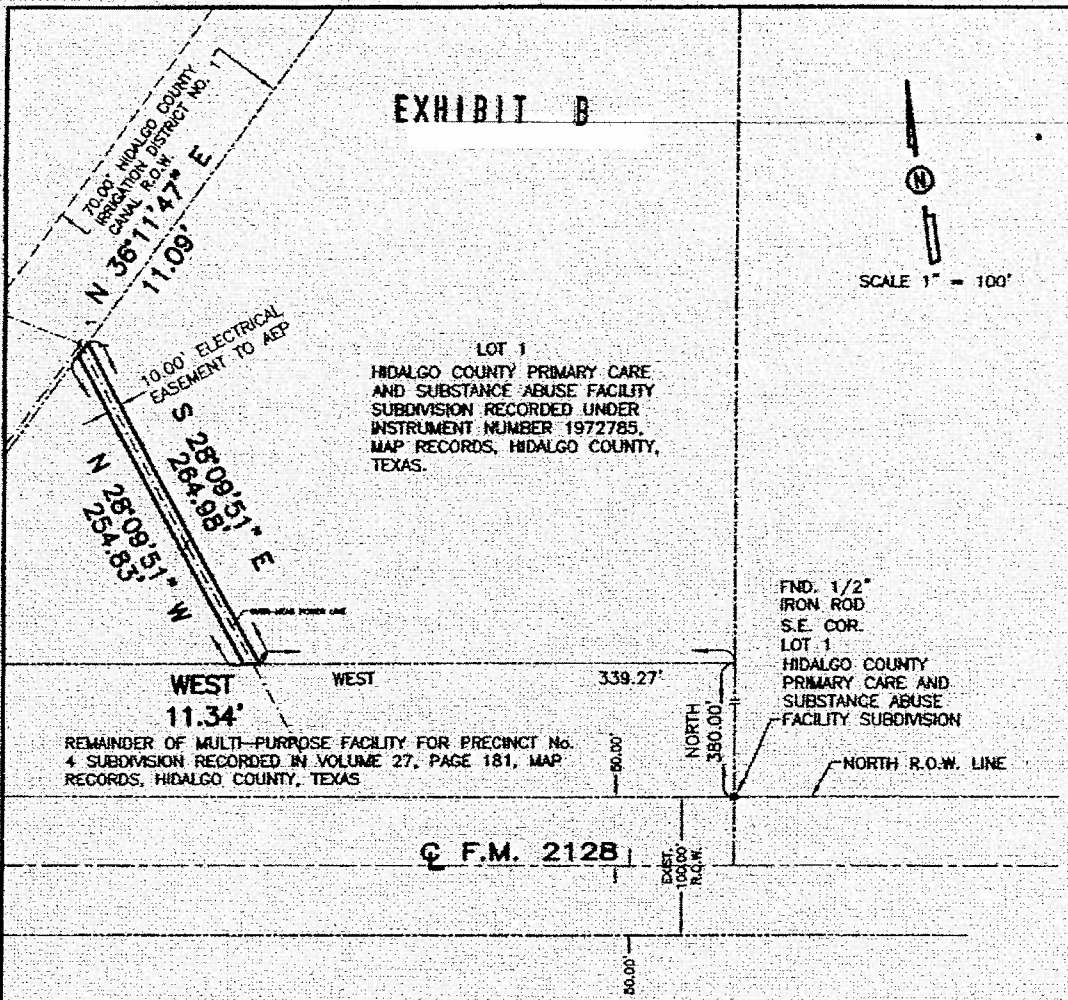 EXHIBIT B
70.00' HIDALGO COUNTY
IRRIGATION DISTRICT NO. 1
CANAL R.O.W.
N 36°11'47" E
11.09'
N
SCALE 1" = 100'
10.00' ELECTRICAL
EASEMENT TO AEP
LOT 1
HIDALGO COUNTY PRIMARY CARE
AND SUBSTANCE ABUSE FACILITY
SUBDIVISION RECORDED UNDER
INSTRUMENT NUMBER 1972785,
MAP RECORDS, HIDALGO COUNTY,
TEXAS.
S 28°09'51" E
264.98'
N 28°09'51" W
254.83'
POWER LINE
FND. 1/2"
IRON ROD
S.E. COR.
LOT 1
HIDALGO COUNTY
PRIMARY CARE AND
SUBSTANCE ABUSE
FACILITY SUBDIVISION
WEST
11.34'
WEST
339.27'
NORTH
380.00'
REMAINDER OF MULTI-PURPOSE FACILITY FOR PRECINCT No.
4 SUBDIVISION RECORDED IN VOLUME 27, PAGE 181, MAP
RECORDS, HIDALGO COUNTY, TEXAS
50.00'
NORTH R.O.W. LINE
℄ F.M. 2128
EXIST.
100.00'
R.O.W.
50.00'